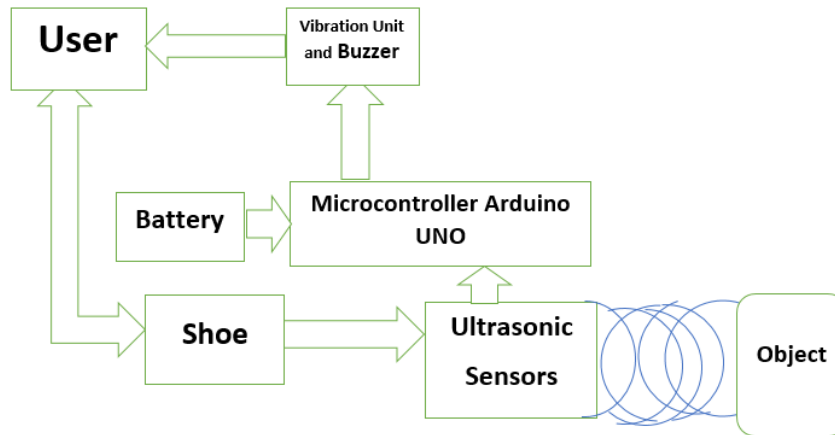 User
Vibration Unit
and Buzzer
Battery
Microcontroller Arduino
UNO
Shoe
Ultrasonic
Sensors
Object